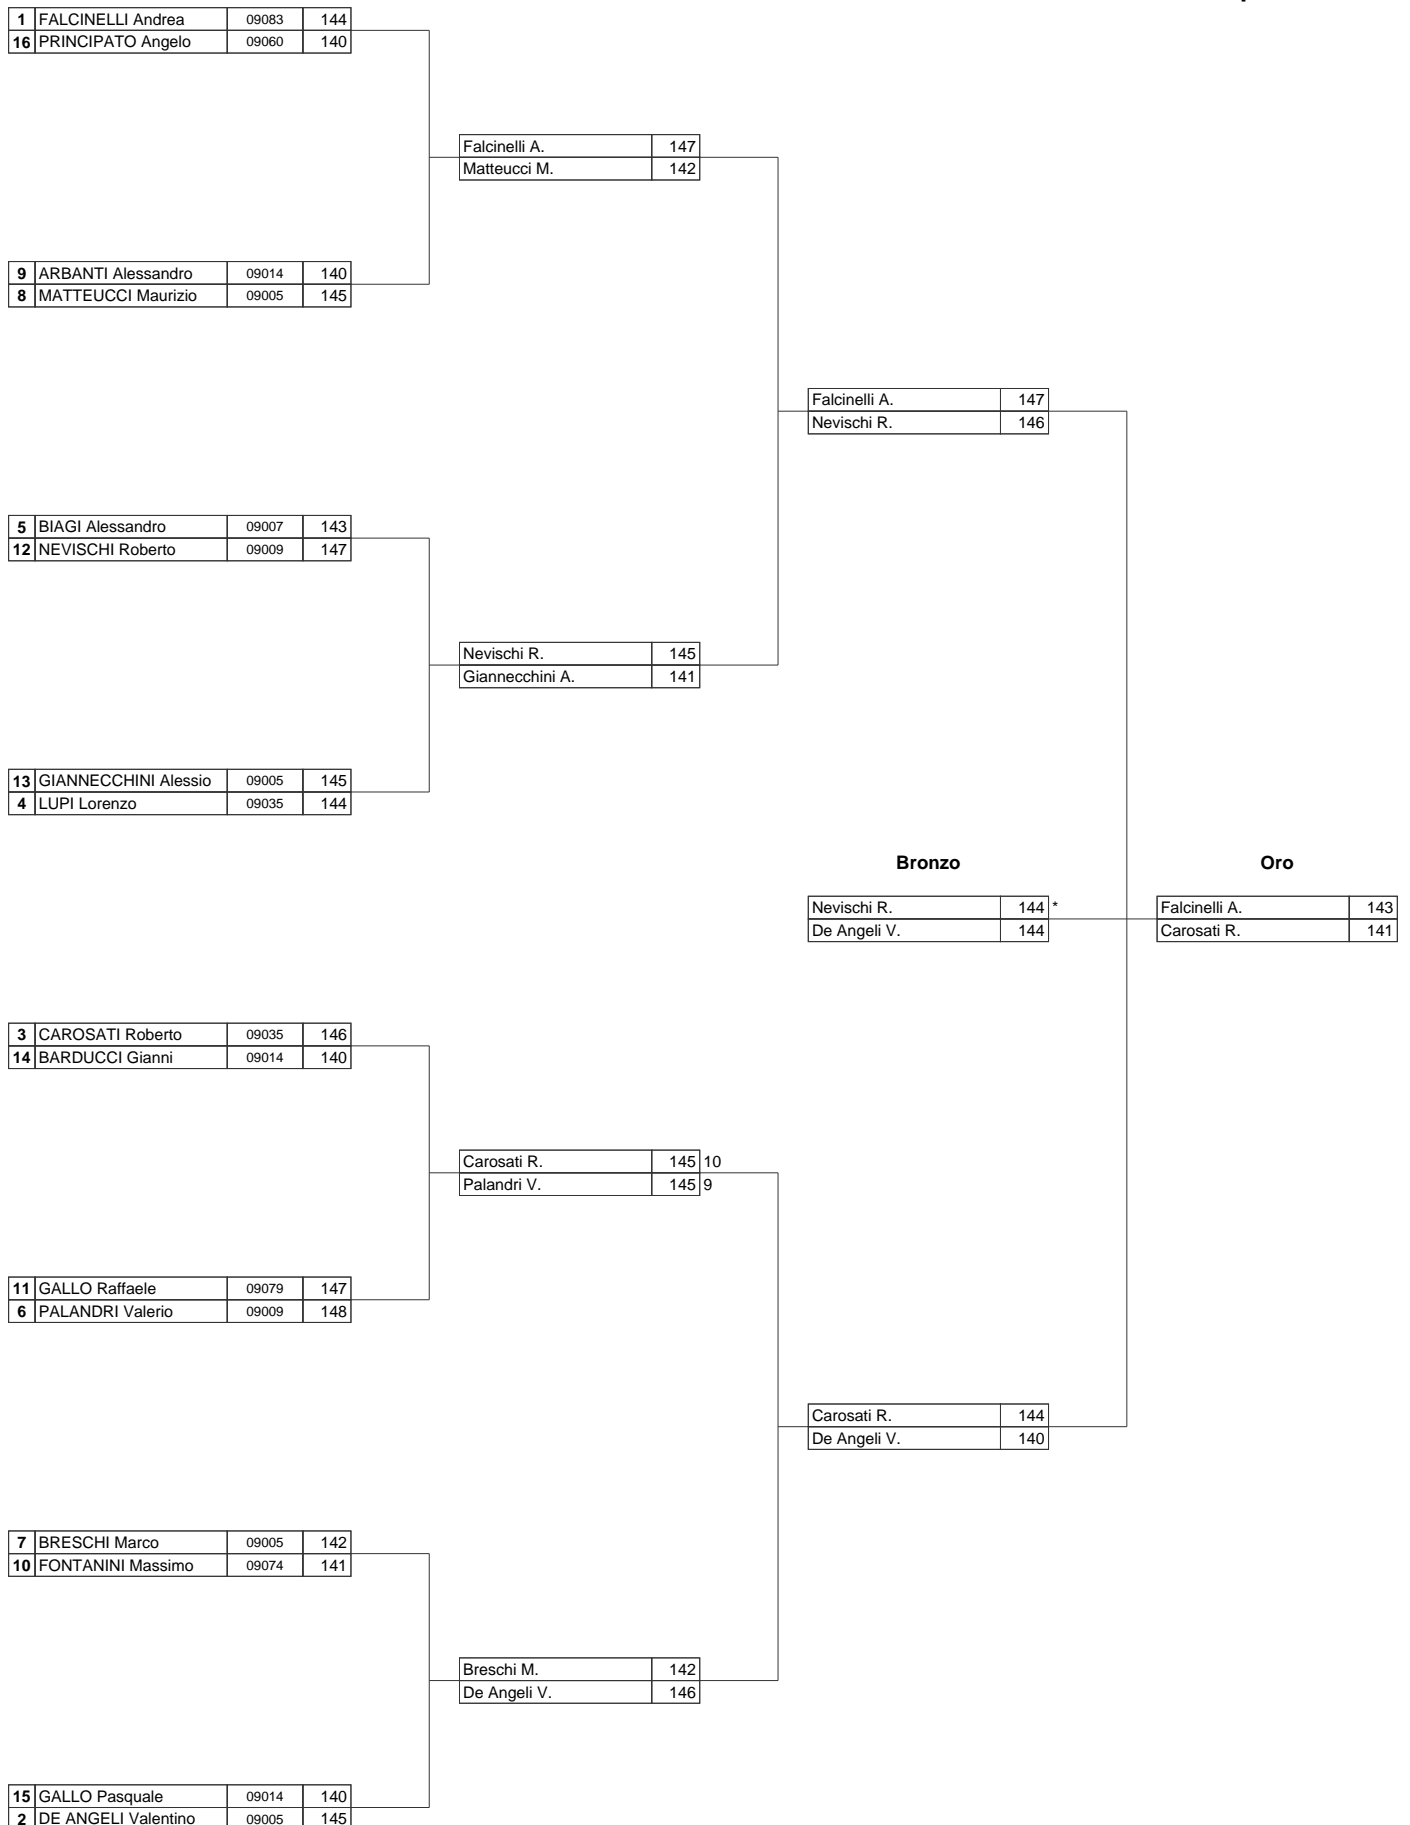 1 FALCINELLI Andrea 09083 144
16 PRINCIPATO Angelo 09060 140
Falcinelli A. 147
Matteucci M. 142
9 ARBANTI Alessandro 09014 140
8 MATTEUCCI Maurizio 09005 145
Falcinelli A. 147
Nevischi R. 146
5 BIAGI Alessandro 09007 143
12 NEVISCHI Roberto 09009 147
Nevischi R. 145
Giannecchini A. 141
13 GIANNECCHINI Alessio 09005 145
4 LUPI Lorenzo 09035 144
Bronzo Oro
Nevischi R. 144 * Falcinelli A. 143
De Angeli V. 144 Carosati R. 141
3 CAROSATI Roberto 09035 146
14 BARDUCCI Gianni 09014 140
Carosati R. 145 10
Palandri V. 145 9
11 GALLO Raffaele 09079 147
6 PALANDRI Valerio 09009 148
Carosati R. 144
De Angeli V. 140
7 BRESCHI Marco 09005 142
10 FONTANINI Massimo 09074 141
Breschi M. 142
De Angeli V. 146
15 GALLO Pasquale 09014 140
2 DE ANGELI Valentino 09005 145